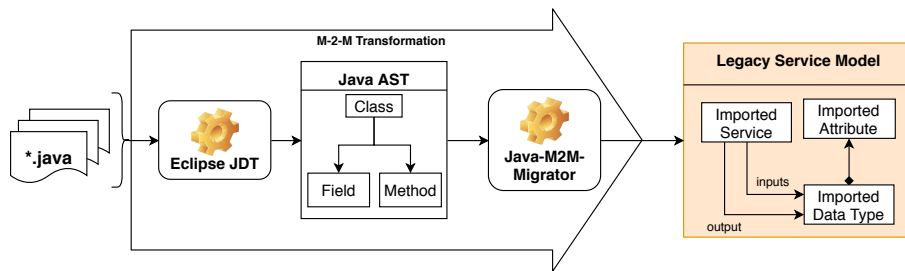 M-2-M Transformation
*.java
Eclipse JDT
Java AST
Class
Field
Method
Java-M2M-
Migrator
Legacy Service Model
Imported
Service
Imported
Attribute
inputs
Imported
Data Type
output